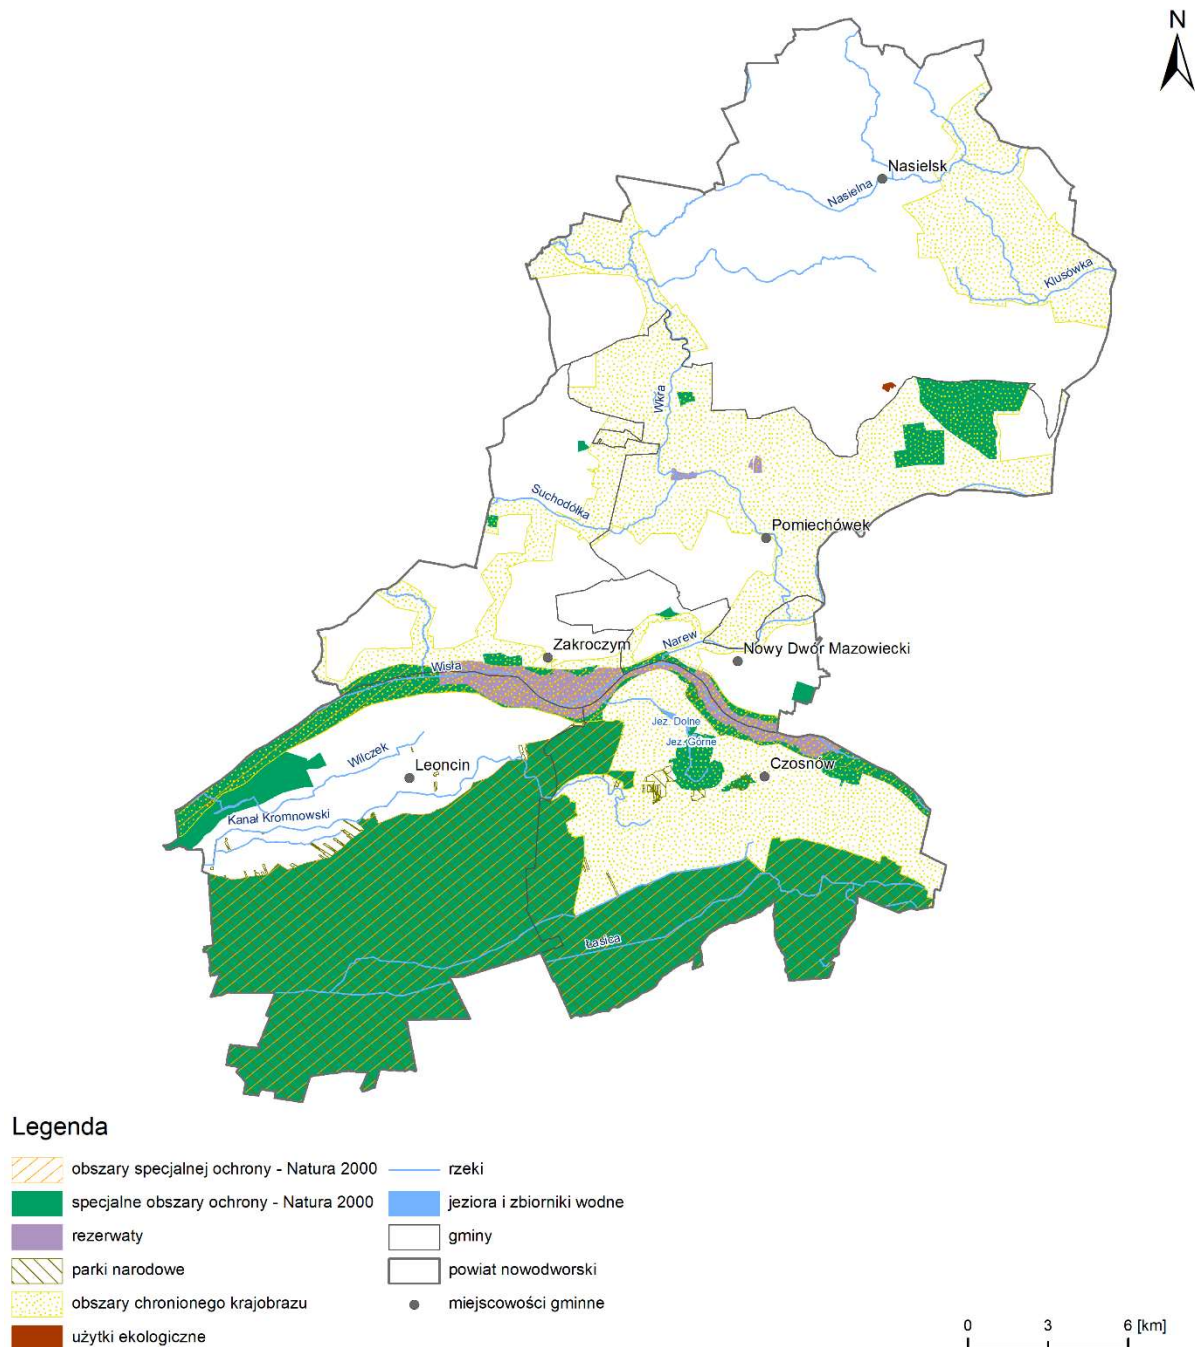 N
Nasielsk
Nasielna
Klusówka
Wkra
Suchodółka
Pomiechówek
Zakroczym
Narew
Nowy Dwór Mazowiecki
Wisła
Jez. Dolne
Jez. Górne
Wilczek
Leoncin
Czosnów
Kanał Kromnowski
Łasica
Legenda
obszary specjalnej ochrony - Natura 2000
specjalne obszary ochrony - Natura 2000
rezerwaty
parki narodowe
obszary chronionego krajobrazu
użytki ekologiczne
rzeki
jeziora i zbiorniki wodne
gminy
powiat nowodworski
miejscowości gminne
0 3 6 [km]